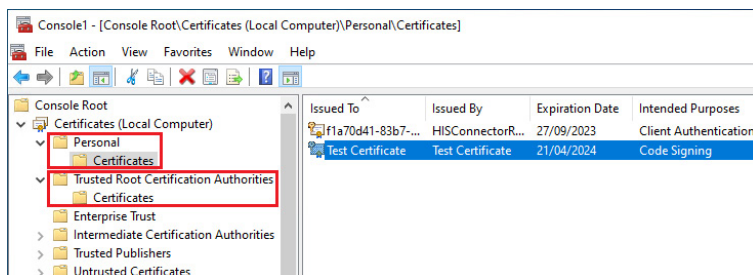 Console1 - [Console Root\Certificates (Local Computer)\Personal\Certificates]
File Action View Favorites Window Help
Console Root
Certificates (Local Computer)
Personal
Certificates
Trusted Root Certification Authorities
Certificates
Enterprise Trust
Intermediate Certification Authorities
Trusted Publishers
Untrusted Certificates
Issued To Issued By Expiration Date Intended Purposes
f1a70d41-83b7-... HISConnectorR... 27/09/2023 Client Authentication
Test Certificate Test Certificate 21/04/2024 Code Signing